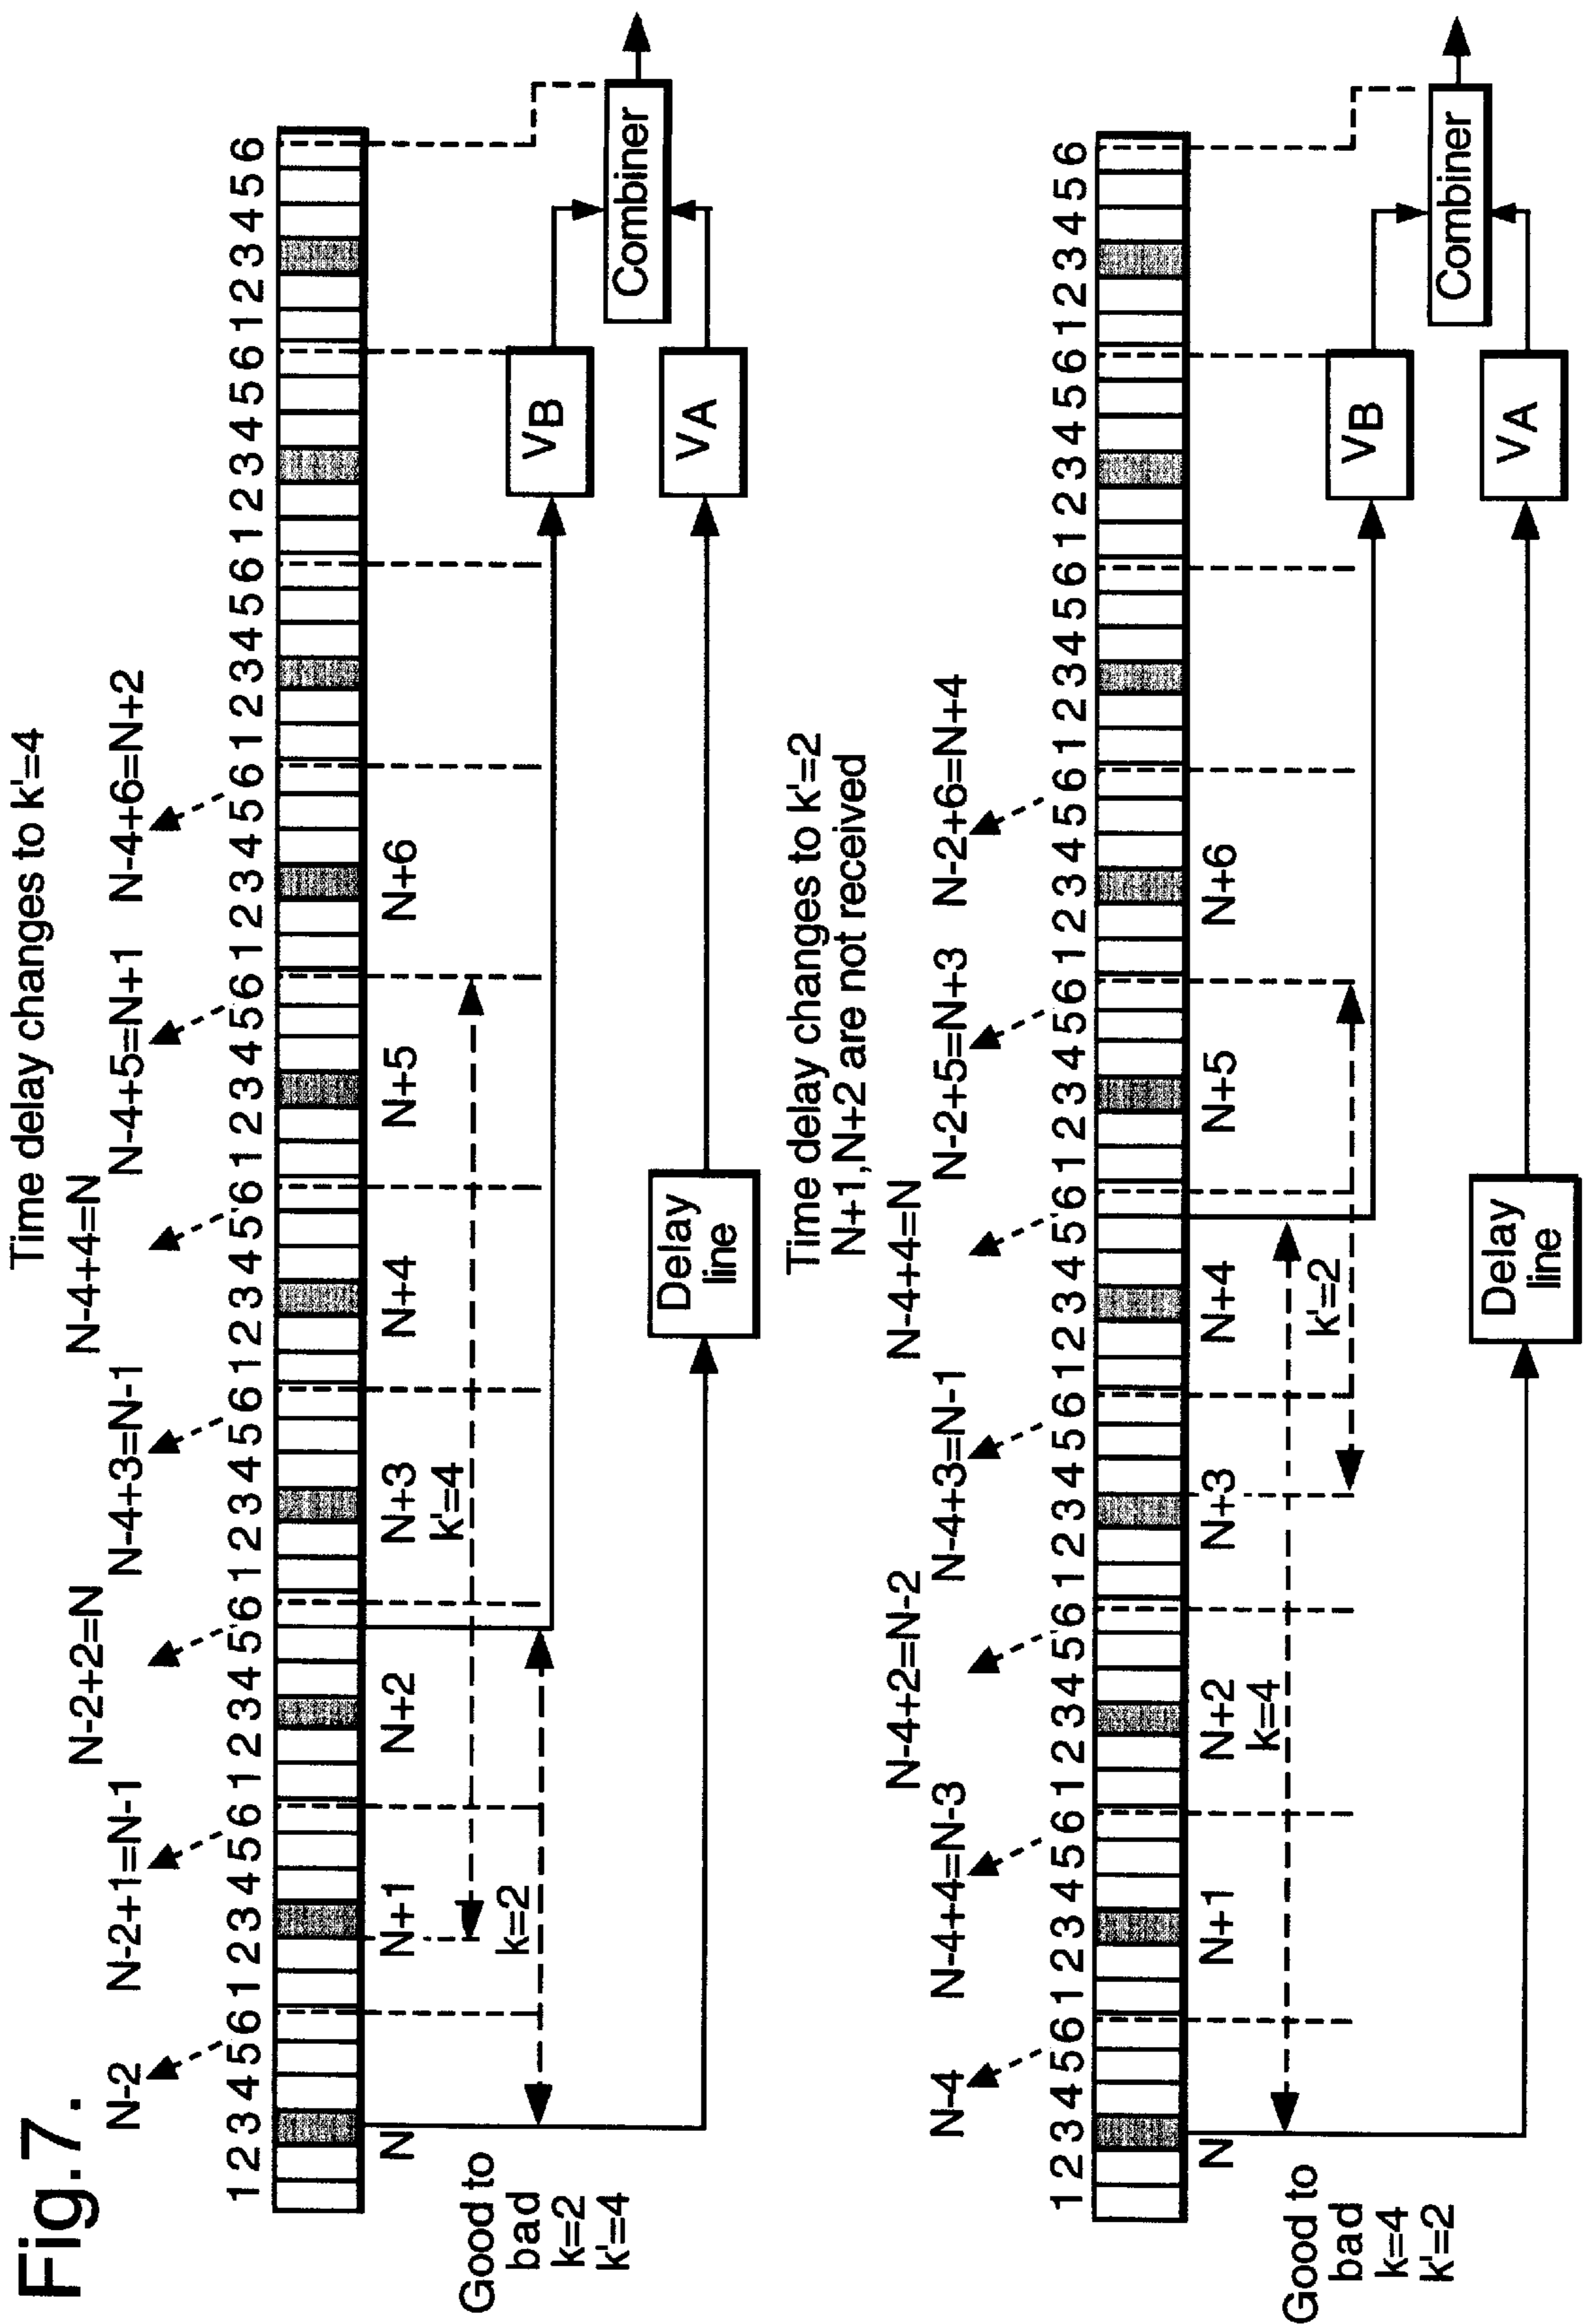 Fig.7.
Time delay changes to k'=4
N-2+2=N N-4+4=N
N-2 N-2+1=N-1 N-4+3=N-1 N-4+5=N+1 N-4+6=N+2
1 2 3 4 5 6 1 2 3 4 5 6 1 2 3 4 5 6 1 2 3 4 5 6 1 2 3 4 5 6 1 2 3 4 5 6 1 2 3 4 5 6 1 2 3 4 5 6 1 2 3 4 5 6 1 2 3 4 5 6
N N+1 N+2 N+3 N+4 N+5 N+6
k'=4
k=2
Good to
bad
k=2
k'=4
VB
Combiner
Delay
line
VA
Time delay changes to k'=2
N+1,N+2 are not received
N-4+2=N-2 N-4+4=N
N-4 N-4+4=N-3 N-4+3=N-1 N-2+5=N+3 N-2+6=N+4
1 2 3 4 5 6 1 2 3 4 5 6 1 2 3 4 5 6 1 2 3 4 5 6 1 2 3 4 5 6 1 2 3 4 5 6 1 2 3 4 5 6 1 2 3 4 5 6 1 2 3 4 5 6 1 2 3 4 5 6
N N+1 N+2 N+3 N+4 N+5 N+6
k=4
k'=2
Good to
bad
k=4
k'=2
VB
Combiner
Delay
line
VA